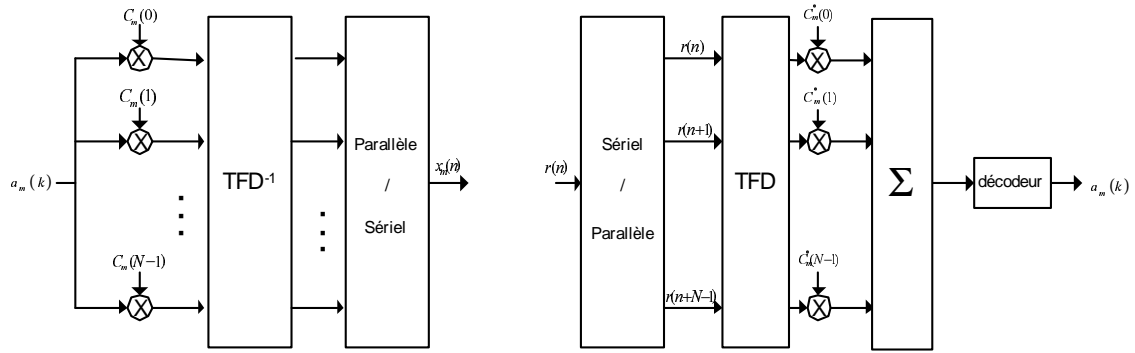 C_m(0)
C_m(1)
a_m(k)
C_m(N-1)
TFD⁻¹
Parallèle
/
Sériel
x_m(n)
r(n)
Sériel
/
Parallèle
r(n)
r(n+1)
r(n+N-1)
TFD
C*_m(0)
C*_m(1)
C*_m(N-1)
Σ
décodeur
a_m(k)